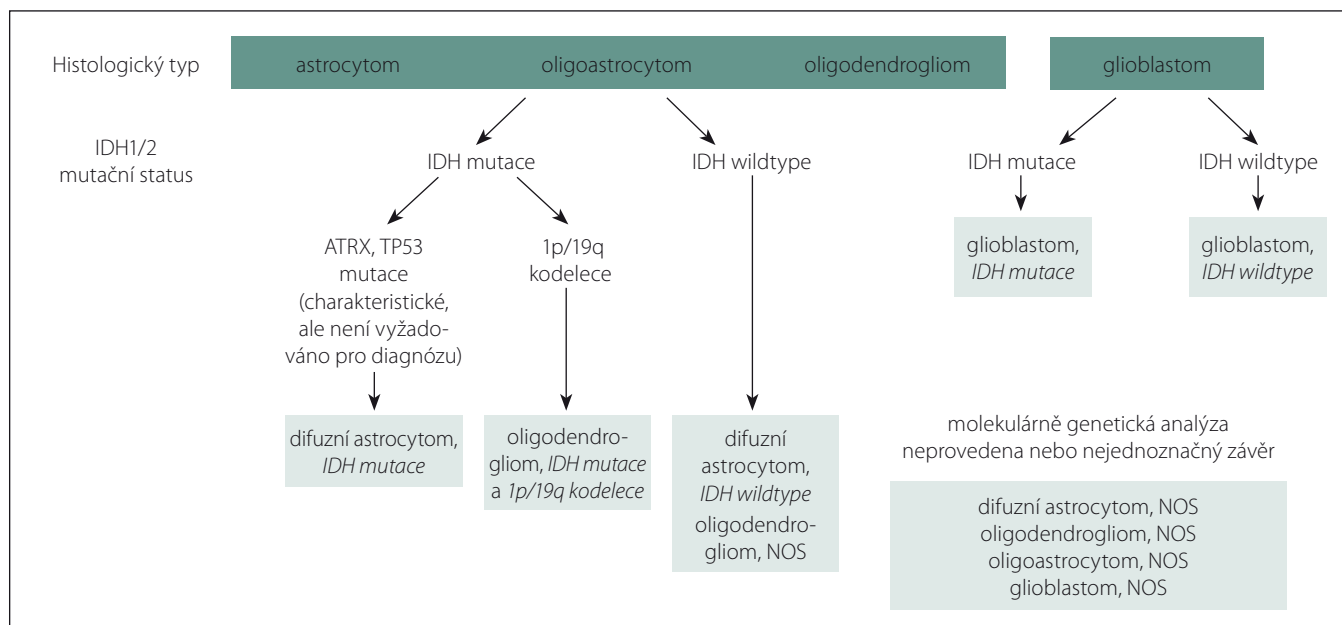 Histologický typ
astrocytom
oligoastrocytom
oligodendrogliom
glioblastom
IDH1/2
mutační status
IDH mutace
IDH wildtype
IDH mutace
IDH wildtype
ATRX, TP53
mutace
(charakteristické,
ale není vyžado-
váno pro diagnózu)
1p/19q
kodelece
glioblastom,
IDH mutace
glioblastom,
IDH wildtype
difuzní astrocytom,
IDH mutace
oligodendro-
gliom, IDH mutace
a 1p/19q kodelece
difuzní
astrocytom,
IDH wildtype
oligodendro-
gliom, NOS
molekulárně genetická analýza
neprovedena nebo nejednoznačný závěr
difuzní astrocytom, NOS
oligodendrogliom, NOS
oligoastrocytom, NOS
glioblastom, NOS